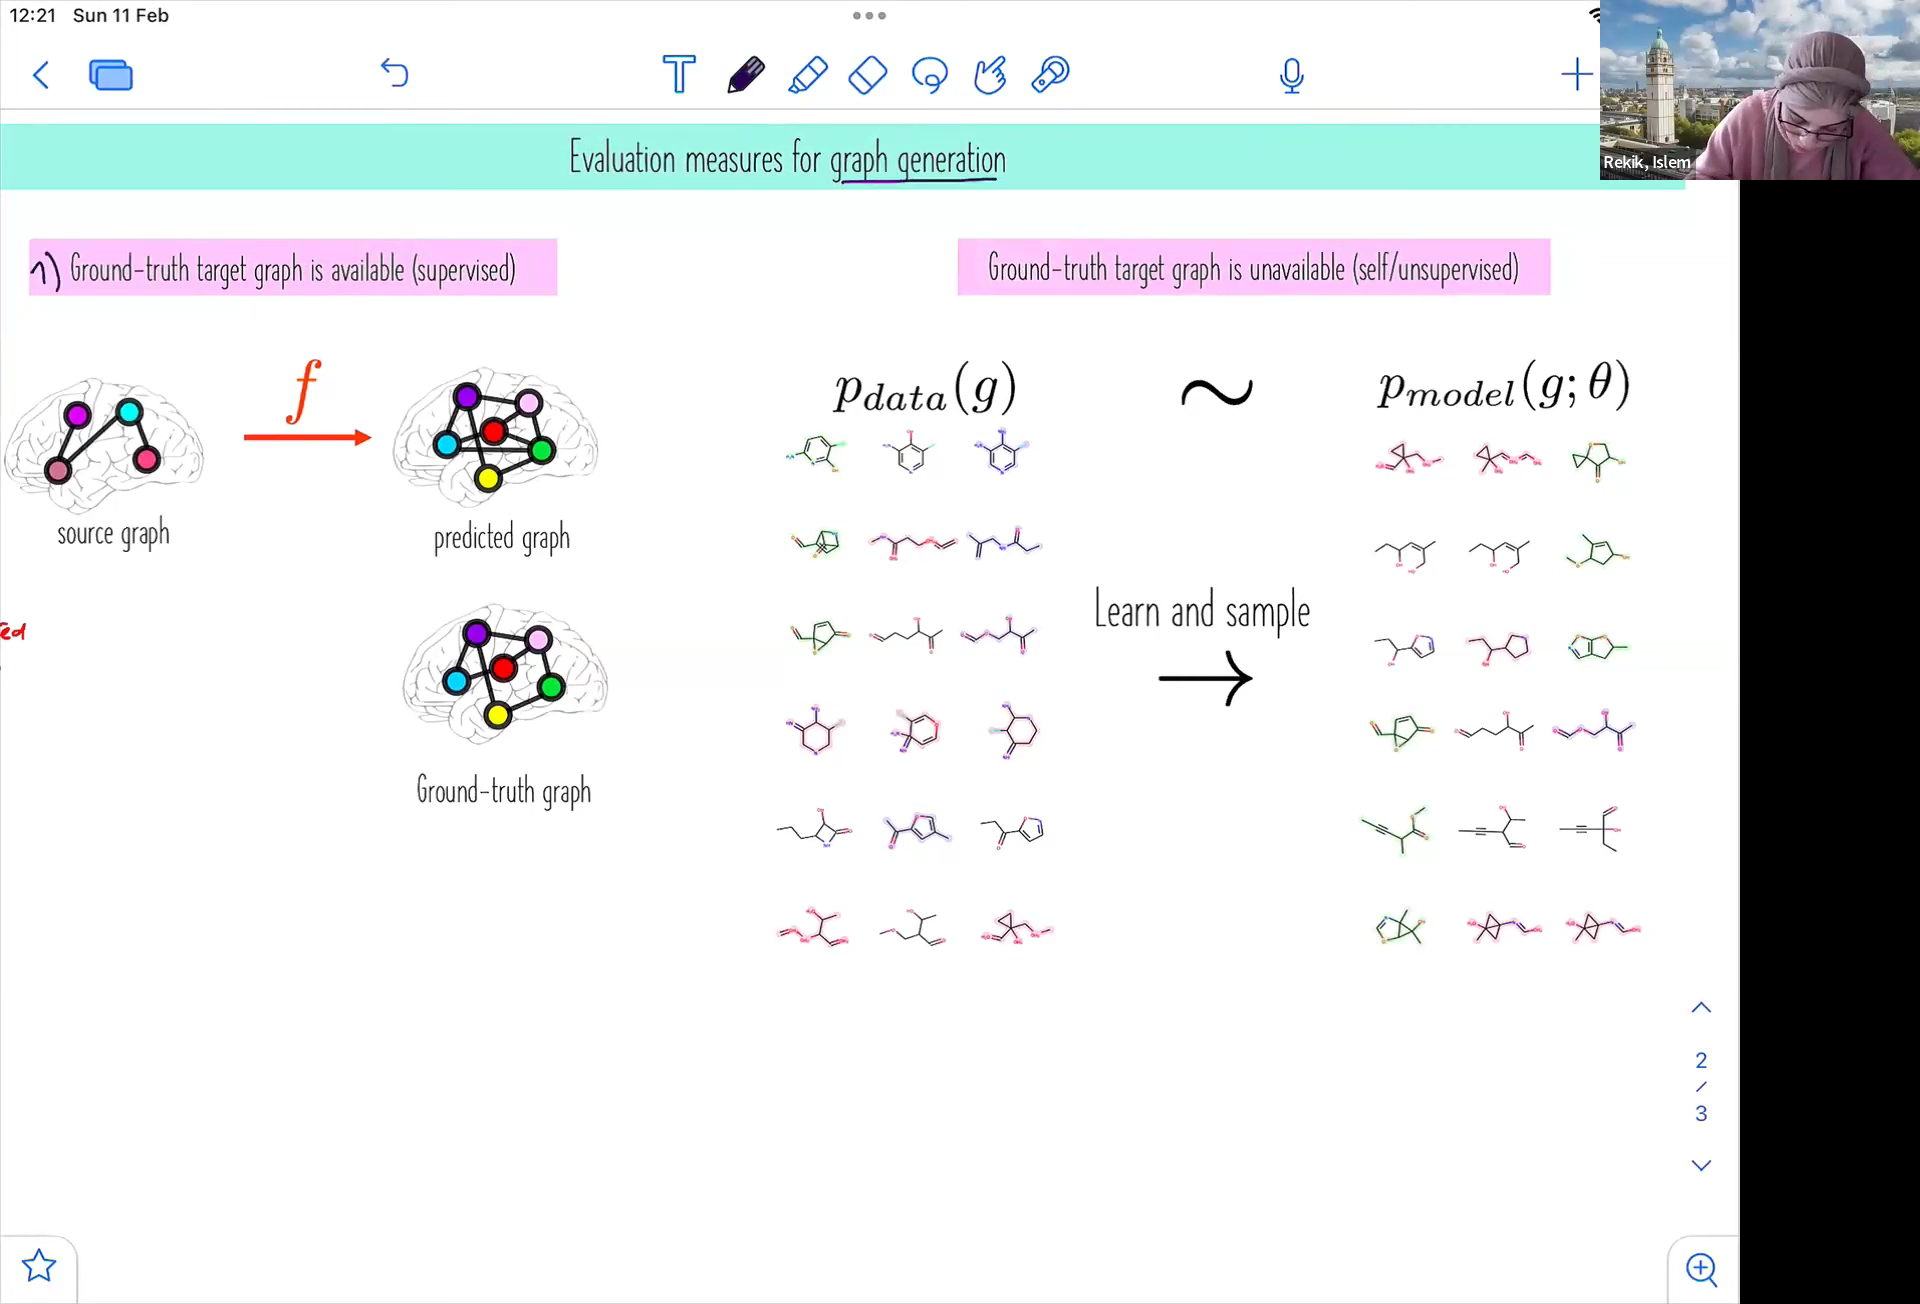 12:21 Sun 11 Feb
Rekik, Islem
Evaluation measures for graph generation
1) Ground-truth target graph is available (supervised)
Ground-truth target graph is unavailable (self/unsupervised)
f
source graph
predicted graph
Ground-truth graph
p_data(g)
∼
p_model(g; θ)
Learn and sample
2
/
3